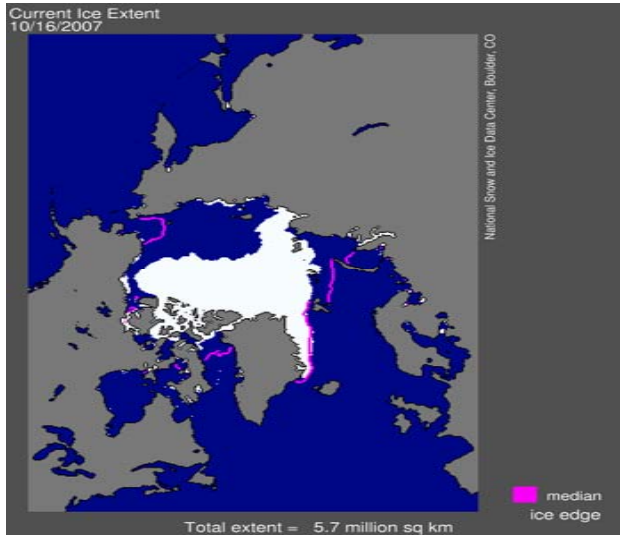 Current Ice Extent
10/16/2007
National Snow and Ice Data Center, Boulder, CO
median
ice edge
Total extent = 5.7 million sq km